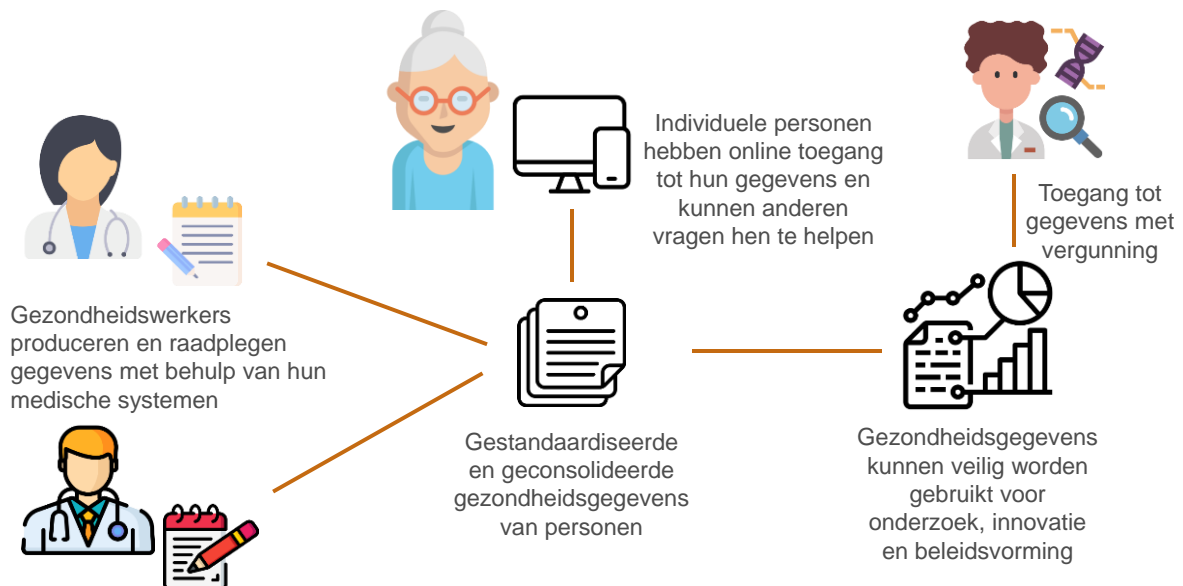 Individuele personen
hebben online toegang
tot hun gegevens en
kunnen anderen
vragen hen te helpen
Toegang tot
gegevens met
vergunning
Gezondheidswerkers
produceren en raadplegen
gegevens met behulp van hun
medische systemen
Gestandaardiseerde
en geconsolideerde
gezondheidsgegevens
van personen
Gezondheidsgegevens
kunnen veilig worden
gebruikt voor
onderzoek, innovatie
en beleidsvorming